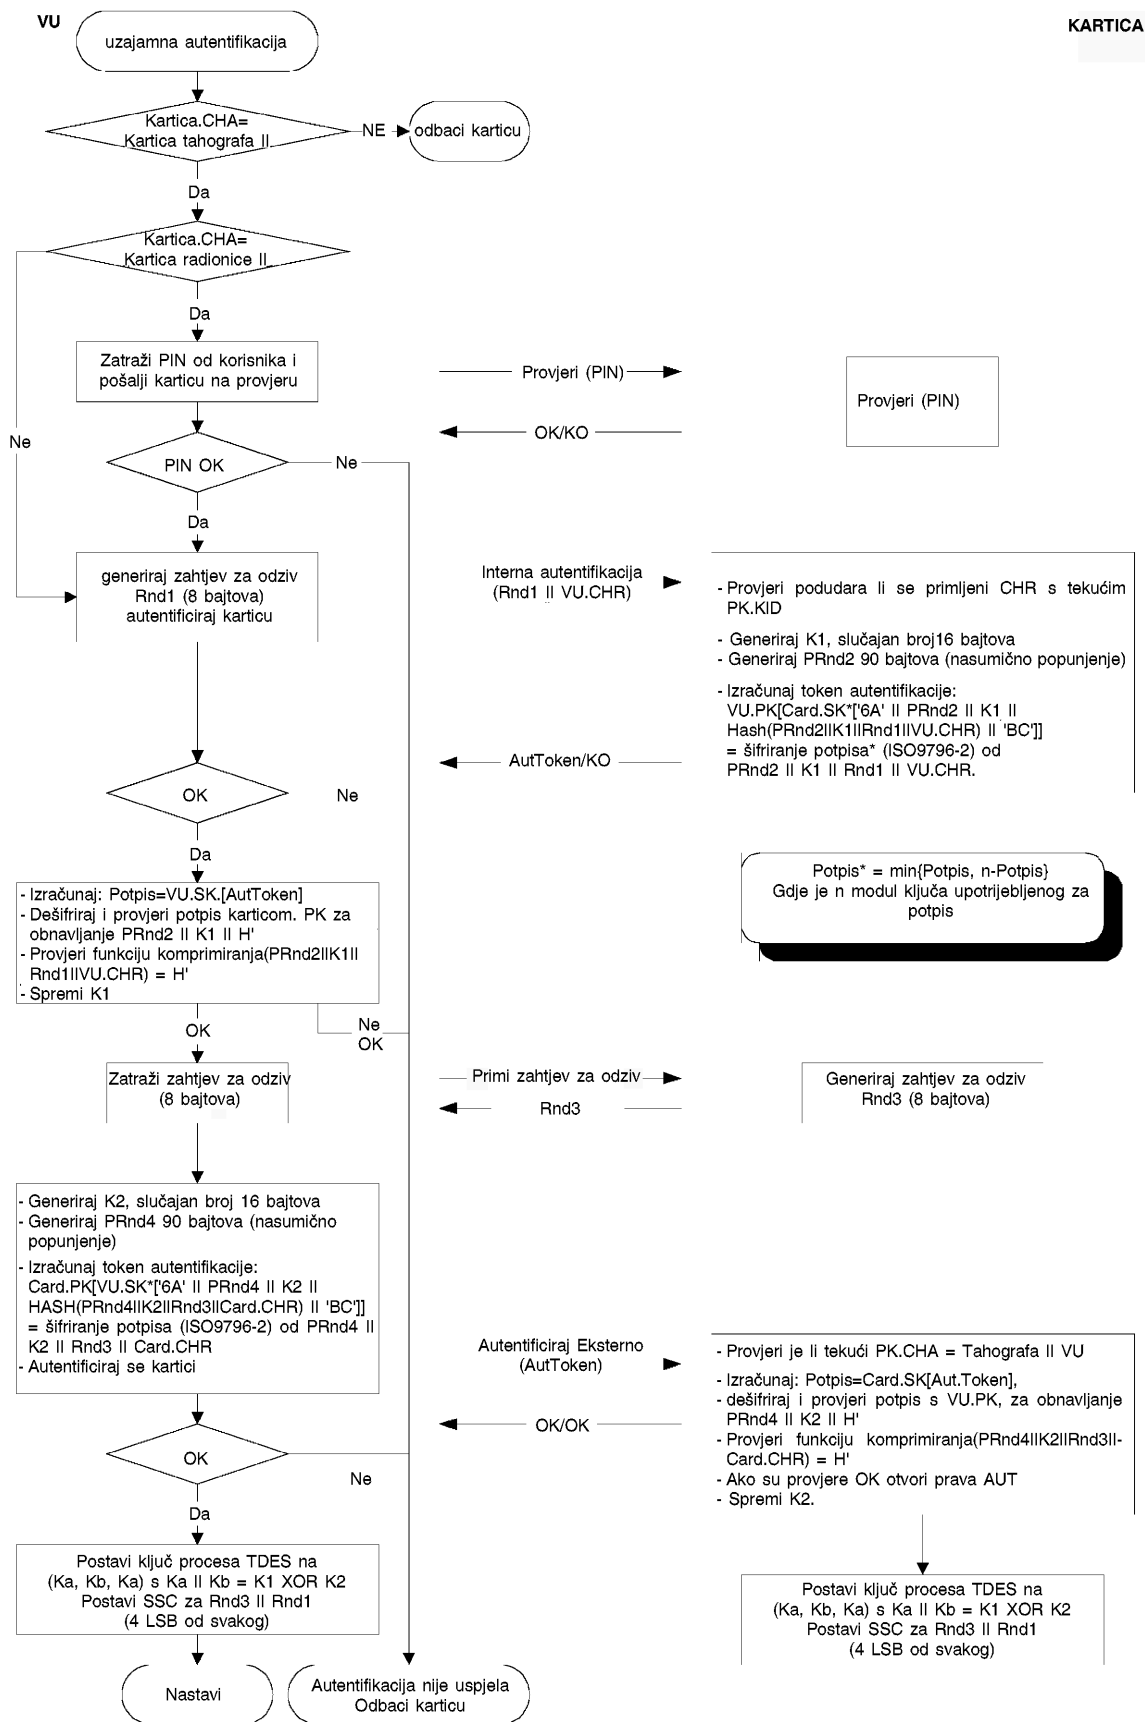 VU
KARTICA
uzajamna autentifikacija
Kartica.CHA=
Kartica tahografa II
NE
odbaci karticu
Da
Kartica.CHA=
Kartica radionice II
Da
Zatraži PIN od korisnika i
pošalji karticu na provjeru
Provjeri (PIN)
Provjeri (PIN)
OK/KO
Ne
PIN OK
Ne
Da
generiraj zahtjev za odziv
Rnd1 (8 bajtova)
autentificiraj karticu
Interna autentifikacija
(Rnd1 II VU.CHR)
- Provjeri podudara li se primljeni CHR s tekućim
PK.KID
- Generiraj K1, slučajan broj16 bajtova
- Generiraj PRnd2 90 bajtova (nasumično popunjenje)
- Izračunaj token autentifikacije:
VU.PK[Card.SK*['6A' II PRnd2 II K1 II
Hash(PRnd2IIK1IIRnd1IIVU.CHR) II 'BC']]
= šifriranje potpisa* (ISO9796-2) od
PRnd2 II K1 II Rnd1 II VU.CHR.
AutToken/KO
OK
Ne
Da
Potpis* = min{Potpis, n-Potpis}
Gdje je n modul ključa upotrijebljenog za
potpis
- Izračunaj: Potpis=VU.SK.[AutToken]
- Dešifriraj i provjeri potpis karticom. PK za
obnavljanje PRnd2 II K1 II H'
- Provjeri funkciju komprimiranja(PRnd2IIK1II
Rnd1IIVU.CHR) = H'
- Spremi K1
OK
Ne
OK
Zatraži zahtjev za odziv
(8 bajtova)
Primi zahtjev za odziv
Rnd3
Generiraj zahtjev za odziv
Rnd3 (8 bajtova)
- Generiraj K2, slučajan broj 16 bajtova
- Generiraj PRnd4 90 bajtova (nasumično
popunjenje)
- Izračunaj token autentifikacije:
Card.PK[VU.SK*['6A' II PRnd4 II K2 II
HASH(PRnd4IIK2IIRnd3IICard.CHR) II 'BC']]
= šifriranje potpisa (ISO9796-2) od PRnd4 II
K2 II Rnd3 II Card.CHR
- Autentificiraj se kartici
Autentificiraj Eksterno
(AutToken)
- Provjeri je li tekući PK.CHA = Tahografa II VU
- Izračunaj: Potpis=Card.SK[Aut.Token],
- dešifriraj i provjeri potpis s VU.PK, za obnavljanje
PRnd4 II K2 II H'
- Provjeri funkciju komprimiranja(PRnd4IIK2IIRnd3II-
Card.CHR) = H'
- Ako su provjere OK otvori prava AUT
- Spremi K2.
OK/OK
OK
Ne
Da
Postavi ključ procesa TDES na
(Ka, Kb, Ka) s Ka II Kb = K1 XOR K2
Postavi SSC za Rnd3 II Rnd1
(4 LSB od svakog)
Postavi ključ procesa TDES na
(Ka, Kb, Ka) s Ka II Kb = K1 XOR K2
Postavi SSC za Rnd3 II Rnd1
(4 LSB od svakog)
Nastavi
Autentifikacija nije uspjela
Odbaci karticu